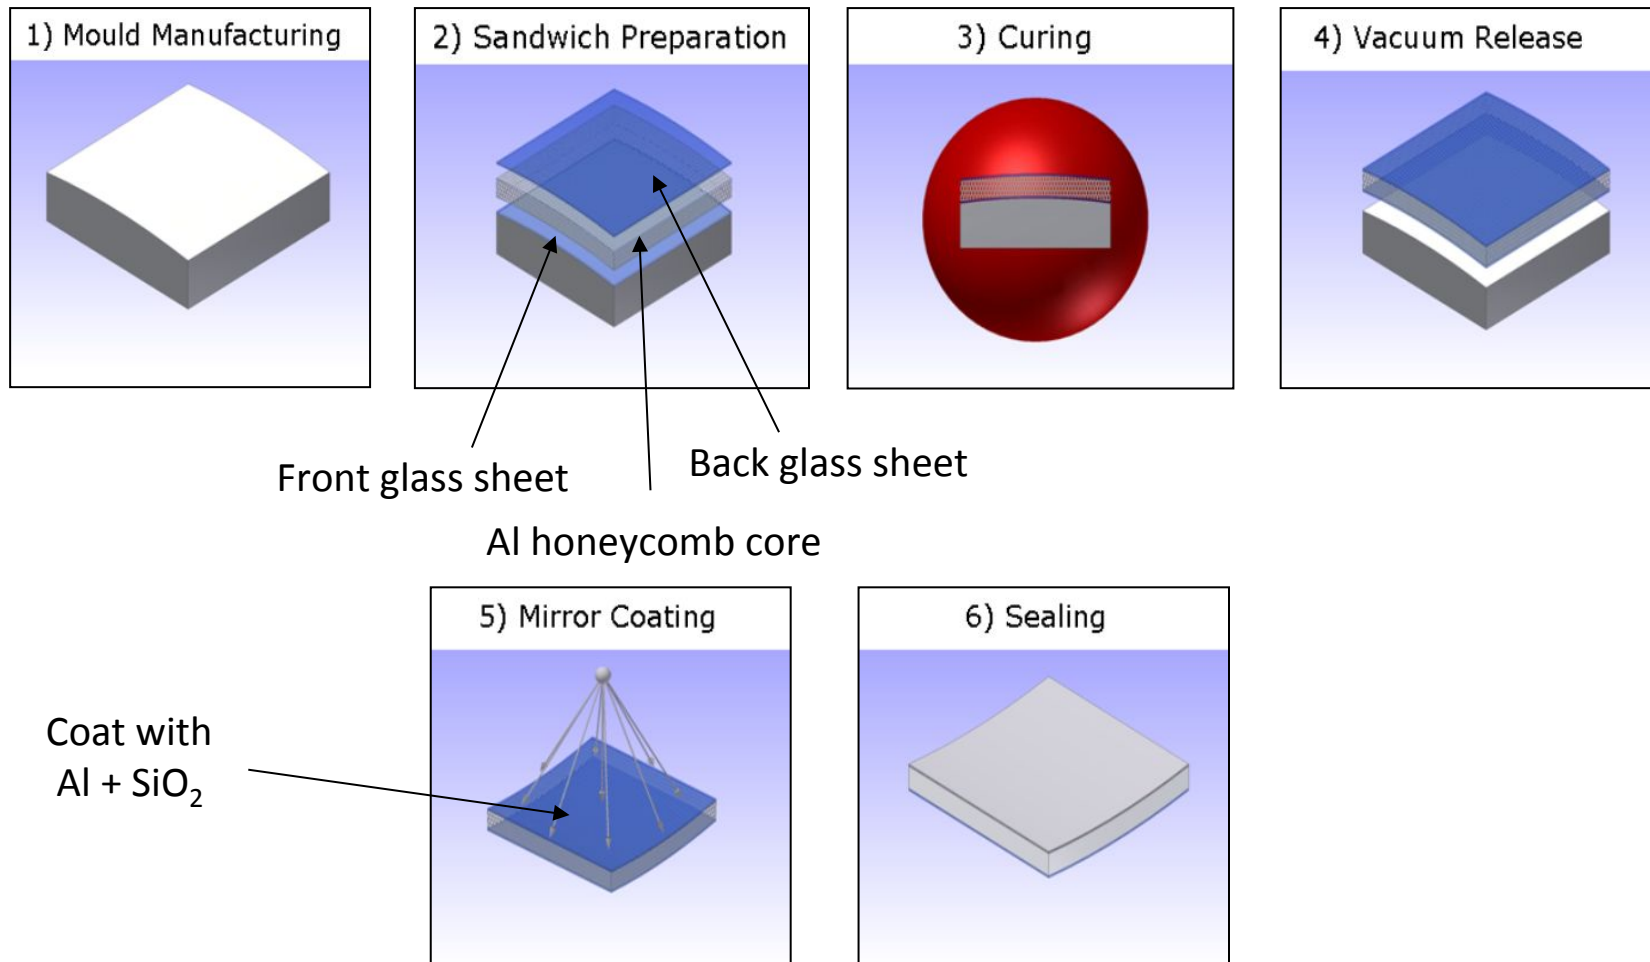 1) Mould Manufacturing
2) Sandwich Preparation
3) Curing
4) Vacuum Release
Front glass sheet
Back glass sheet
Al honeycomb core
5) Mirror Coating
6) Sealing
Coat with
Al + SiO₂